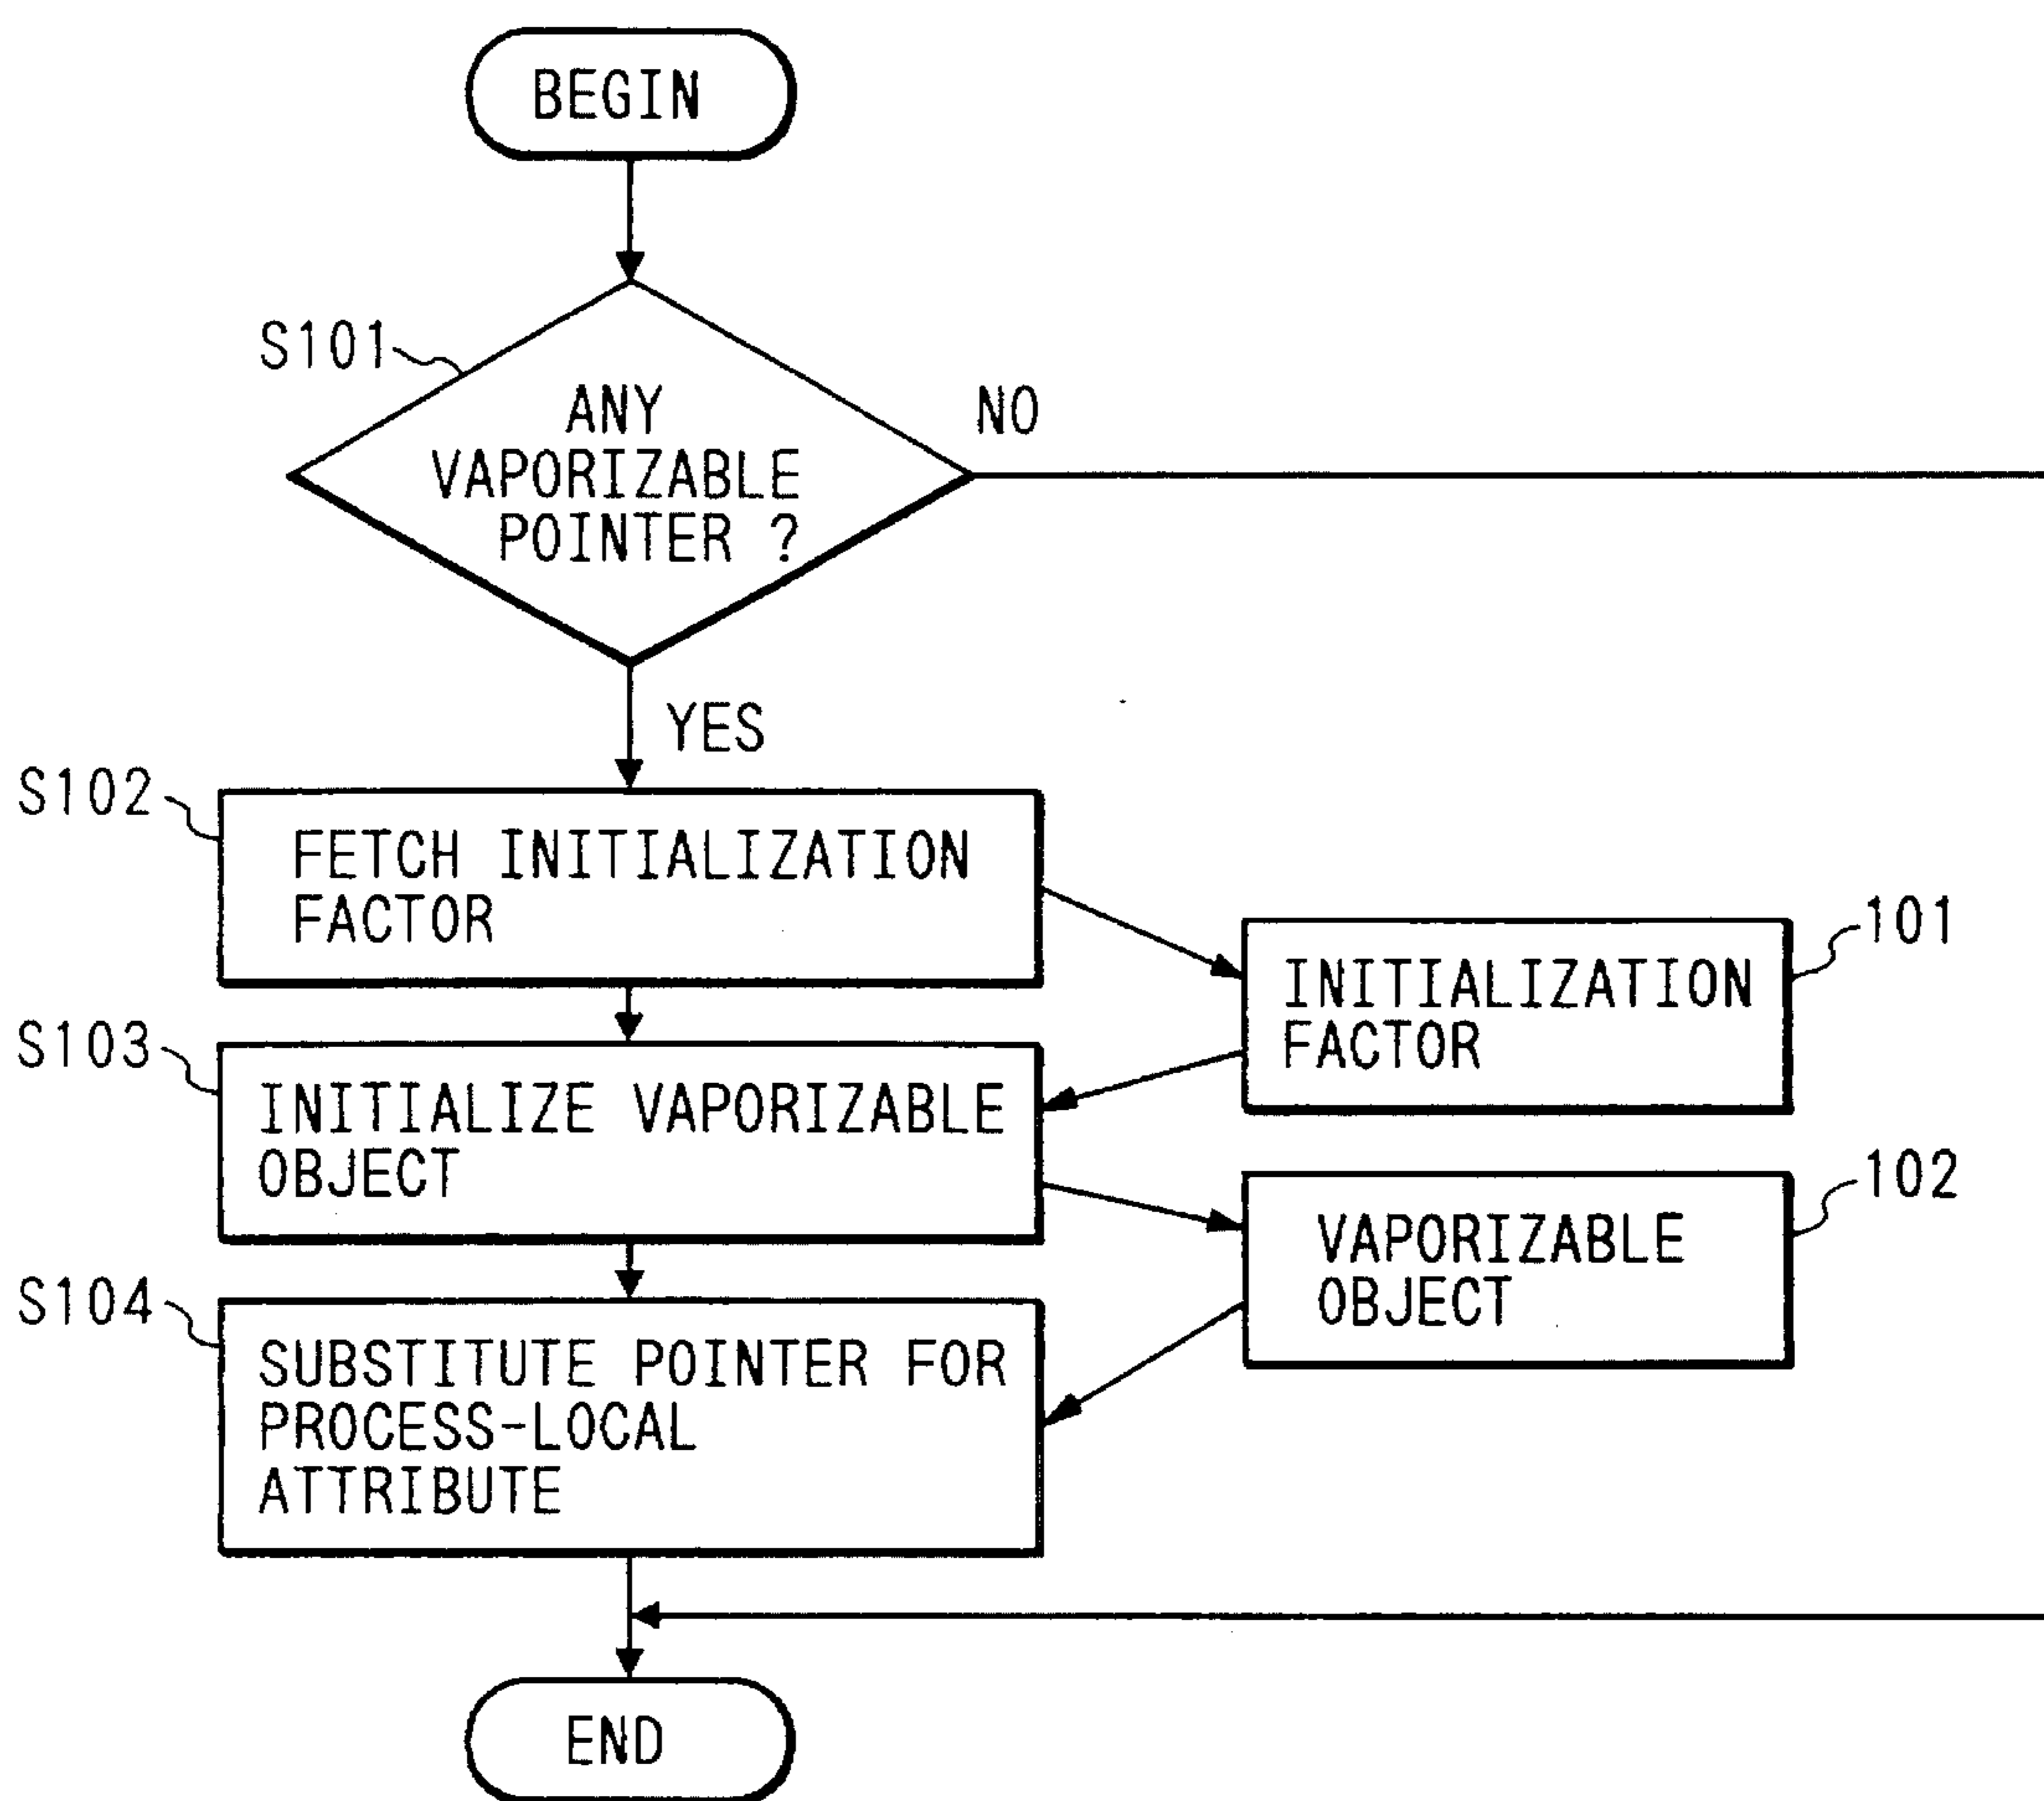 BEGIN
S101
ANY
VAPORIZABLE
POINTER ?
NO
YES
S102
FETCH INITIALIZATION
FACTOR
101
INITIALIZATION
FACTOR
S103
INITIALIZE VAPORIZABLE
OBJECT
102
VAPORIZABLE
OBJECT
S104
SUBSTITUTE POINTER FOR
PROCESS-LOCAL
ATTRIBUTE
END